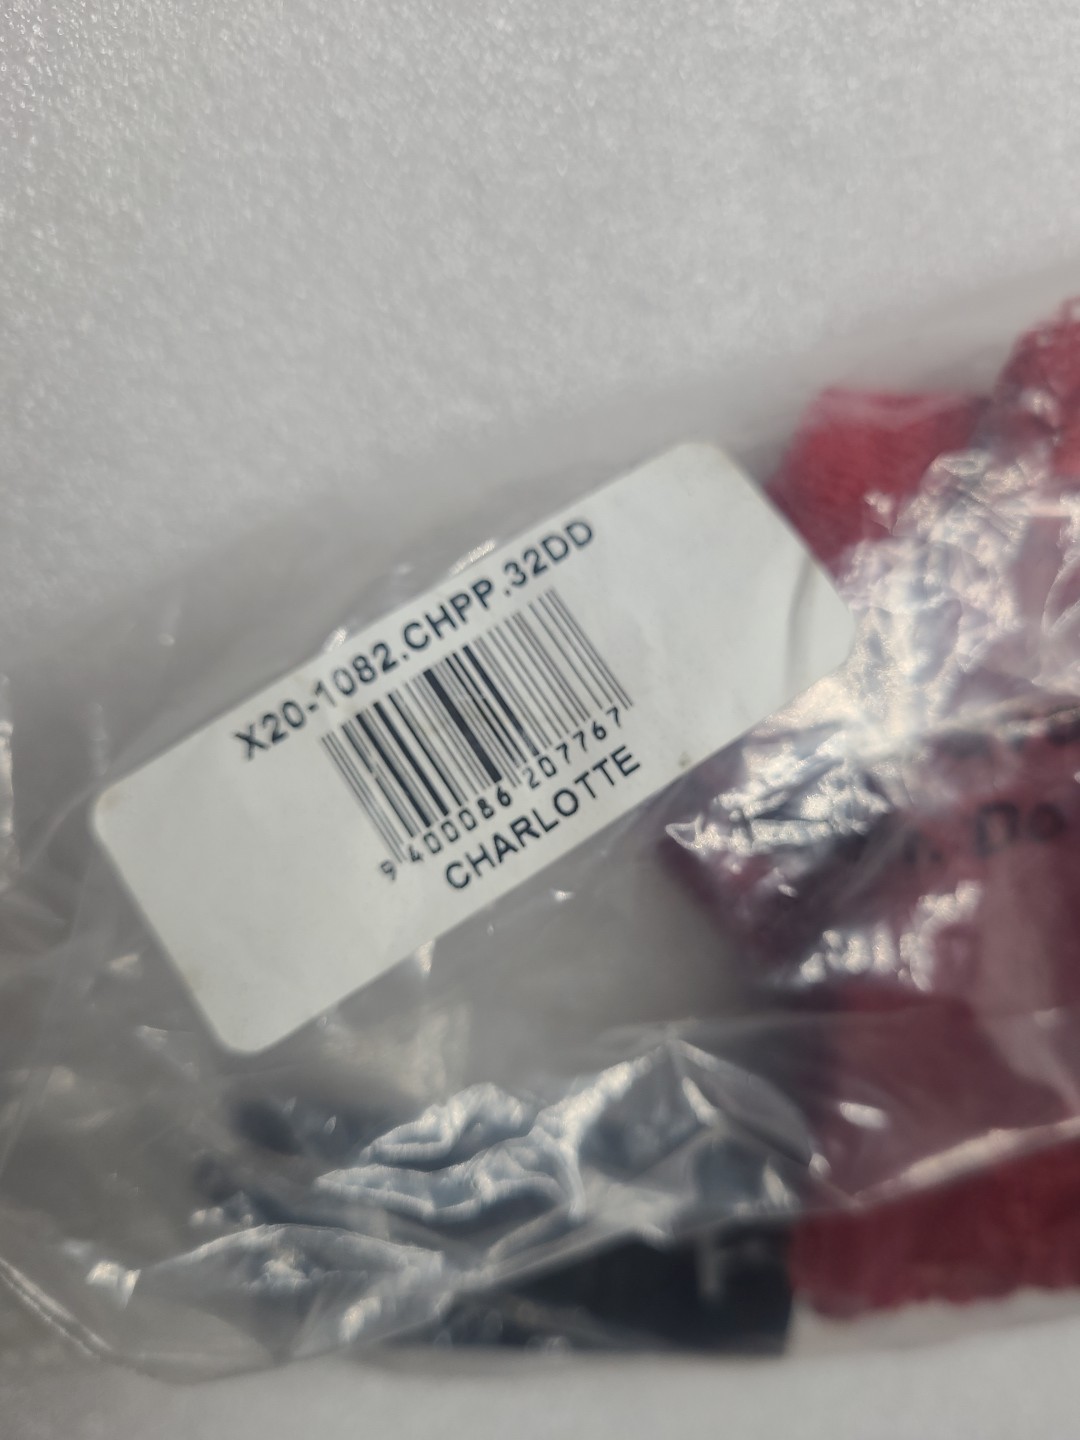 X20-1082.CHPP.32DD
9 400086 207767
CHARLOTTE